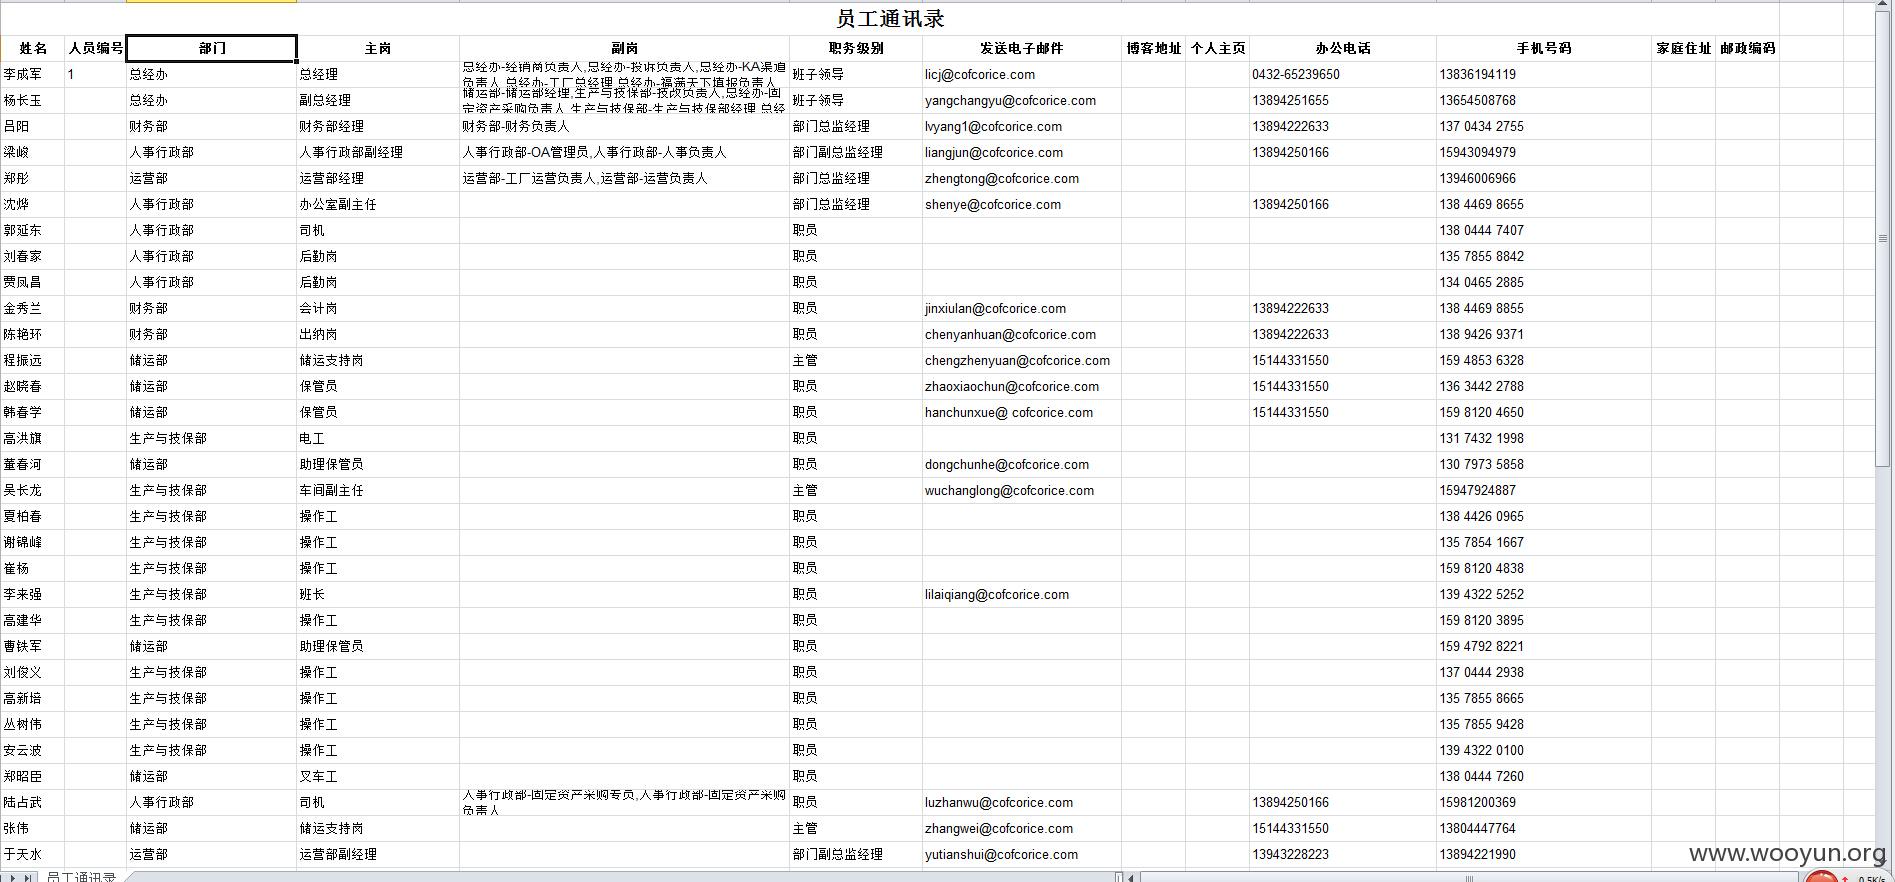 员工通讯录
姓名 人员编号 部门 主岗 副岗 职务级别 发送电子邮件 博客地址 个人主页 办公电话 手机号码 家庭住址 邮政编码
李成军 1 总经办 总经理 总经办-经销商负责人,总经办-投诉负责人,总经办-KA渠道负责人,总经办-工厂总经理,总经办-福满天下填报负责人 班子领导 licj@cofcorice.com 0432-65239650 13836194119
杨长玉 总经办 副总经理 储运部-储运部经理,生产与技保部-技改负责人,总经办-固定资产采购负责人,生产与技保部-生产与技保部经理,总经 班子领导 yangchangyu@cofcorice.com 13894251655 13654508768
吕阳 财务部 财务部经理 财务部-财务负责人 部门总监经理 lvyang1@cofcorice.com 13894222633 137 0434 2755
梁峻 人事行政部 人事行政部副经理 人事行政部-OA管理员,人事行政部-人事负责人 部门副总监经理 liangjun@cofcorice.com 13894250166 15943094979
郑彤 运营部 运营部经理 运营部-工厂运营负责人,运营部-运营负责人 部门总监经理 zhengtong@cofcorice.com 13946006966
沈烨 人事行政部 办公室副主任 部门总监经理 shenye@cofcorice.com 13894250166 138 4469 8655
郭延东 人事行政部 司机 职员 138 0444 7407
刘春家 人事行政部 后勤岗 职员 135 7855 8842
贾凤昌 人事行政部 后勤岗 职员 134 0465 2885
金秀兰 财务部 会计岗 职员 jinxiulan@cofcorice.com 13894222633 138 4469 8855
陈艳环 财务部 出纳岗 职员 chenyanhuan@cofcorice.com 13894222633 138 9426 9371
程振远 储运部 储运支持岗 主管 chengzhenyuan@cofcorice.com 15144331550 159 4853 6328
赵晓春 储运部 保管员 职员 zhaoxiaochun@cofcorice.com 15144331550 136 3442 2788
韩春学 储运部 保管员 职员 hanchunxue@ cofcorice.com 15144331550 159 8120 4650
高洪旗 生产与技保部 电工 职员 131 7432 1998
董春河 储运部 助理保管员 职员 dongchunhe@cofcorice.com 130 7973 5858
吴长龙 生产与技保部 车间副主任 主管 wuchanglong@cofcorice.com 15947924887
夏柏春 生产与技保部 操作工 职员 138 4426 0965
谢锦峰 生产与技保部 操作工 职员 135 7854 1667
崔杨 生产与技保部 操作工 职员 159 8120 4838
李来强 生产与技保部 班长 职员 lilaiqiang@cofcorice.com 139 4322 5252
高建华 生产与技保部 操作工 职员 159 8120 3895
曹铁军 储运部 助理保管员 职员 159 4792 8221
刘俊义 生产与技保部 操作工 职员 137 0444 2938
高新培 生产与技保部 操作工 职员 135 7855 8665
丛树伟 生产与技保部 操作工 职员 135 7855 9428
安云波 生产与技保部 操作工 职员 139 4322 0100
郑昭臣 储运部 叉车工 职员 138 0444 7260
陆占武 人事行政部 司机 人事行政部-固定资产采购专员,人事行政部-固定资产采购负责人 职员 luzhanwu@cofcorice.com 13894250166 15981200369
张伟 储运部 储运支持岗 主管 zhangwei@cofcorice.com 15144331550 13804447764
于天水 运营部 运营部副经理 部门副总监经理 yutianshui@cofcorice.com 13943228223 13894221990
www.wooyun.org
员工通讯录
0.5K/s